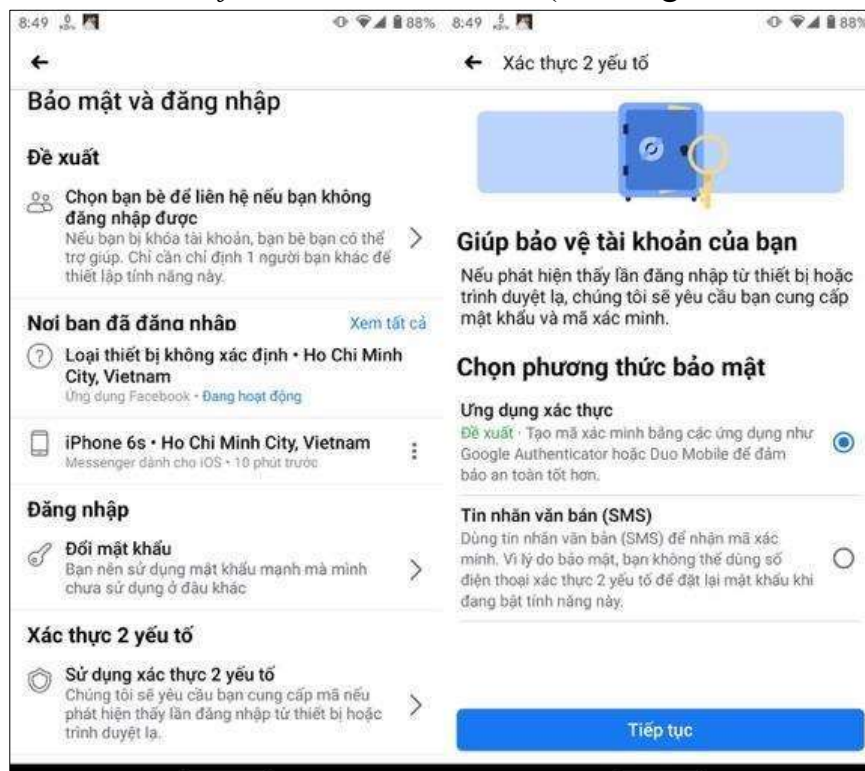 8:49
88%
Bảo mật và đăng nhập
Đề xuất
Chọn bạn bè để liên hệ nếu bạn không
đăng nhập được
Nếu bạn bị khóa tài khoản, bạn bè bạn có thể
trợ giúp. Chỉ cần chỉ định 1 người bạn khác để
thiết lập tính năng này.
Nơi bạn đã đăng nhập
Xem tất cả
Loại thiết bị không xác định • Ho Chi Minh
City, Vietnam
Ứng dụng Facebook • Đang hoạt động
iPhone 6s • Ho Chi Minh City, Vietnam
Messenger dành cho iOS • 10 phút trước
Đăng nhập
Đổi mật khẩu
Bạn nên sử dụng mật khẩu mạnh mà mình
chưa sử dụng ở đâu khác
Xác thực 2 yếu tố
Sử dụng xác thực 2 yếu tố
Chúng tôi sẽ yêu cầu bạn cung cấp mã nếu
phát hiện thấy lần đăng nhập từ thiết bị hoặc
trình duyệt lạ.
8:49
88%
Xác thực 2 yếu tố
Giúp bảo vệ tài khoản của bạn
Nếu phát hiện thấy lần đăng nhập từ thiết bị hoặc
trình duyệt lạ, chúng tôi sẽ yêu cầu bạn cung cấp
mật khẩu và mã xác minh.
Chọn phương thức bảo mật
Ứng dụng xác thực
Đề xuất · Tạo mã xác minh bằng các ứng dụng như
Google Authenticator hoặc Duo Mobile để đảm
bảo an toàn tốt hơn.
Tin nhắn văn bản (SMS)
Dùng tin nhắn văn bản (SMS) để nhận mã xác
minh. Vì lý do bảo mật, bạn không thể dùng số
điện thoại xác thực 2 yếu tố để đặt lại mật khẩu khi
đang bật tính năng này.
Tiếp tục